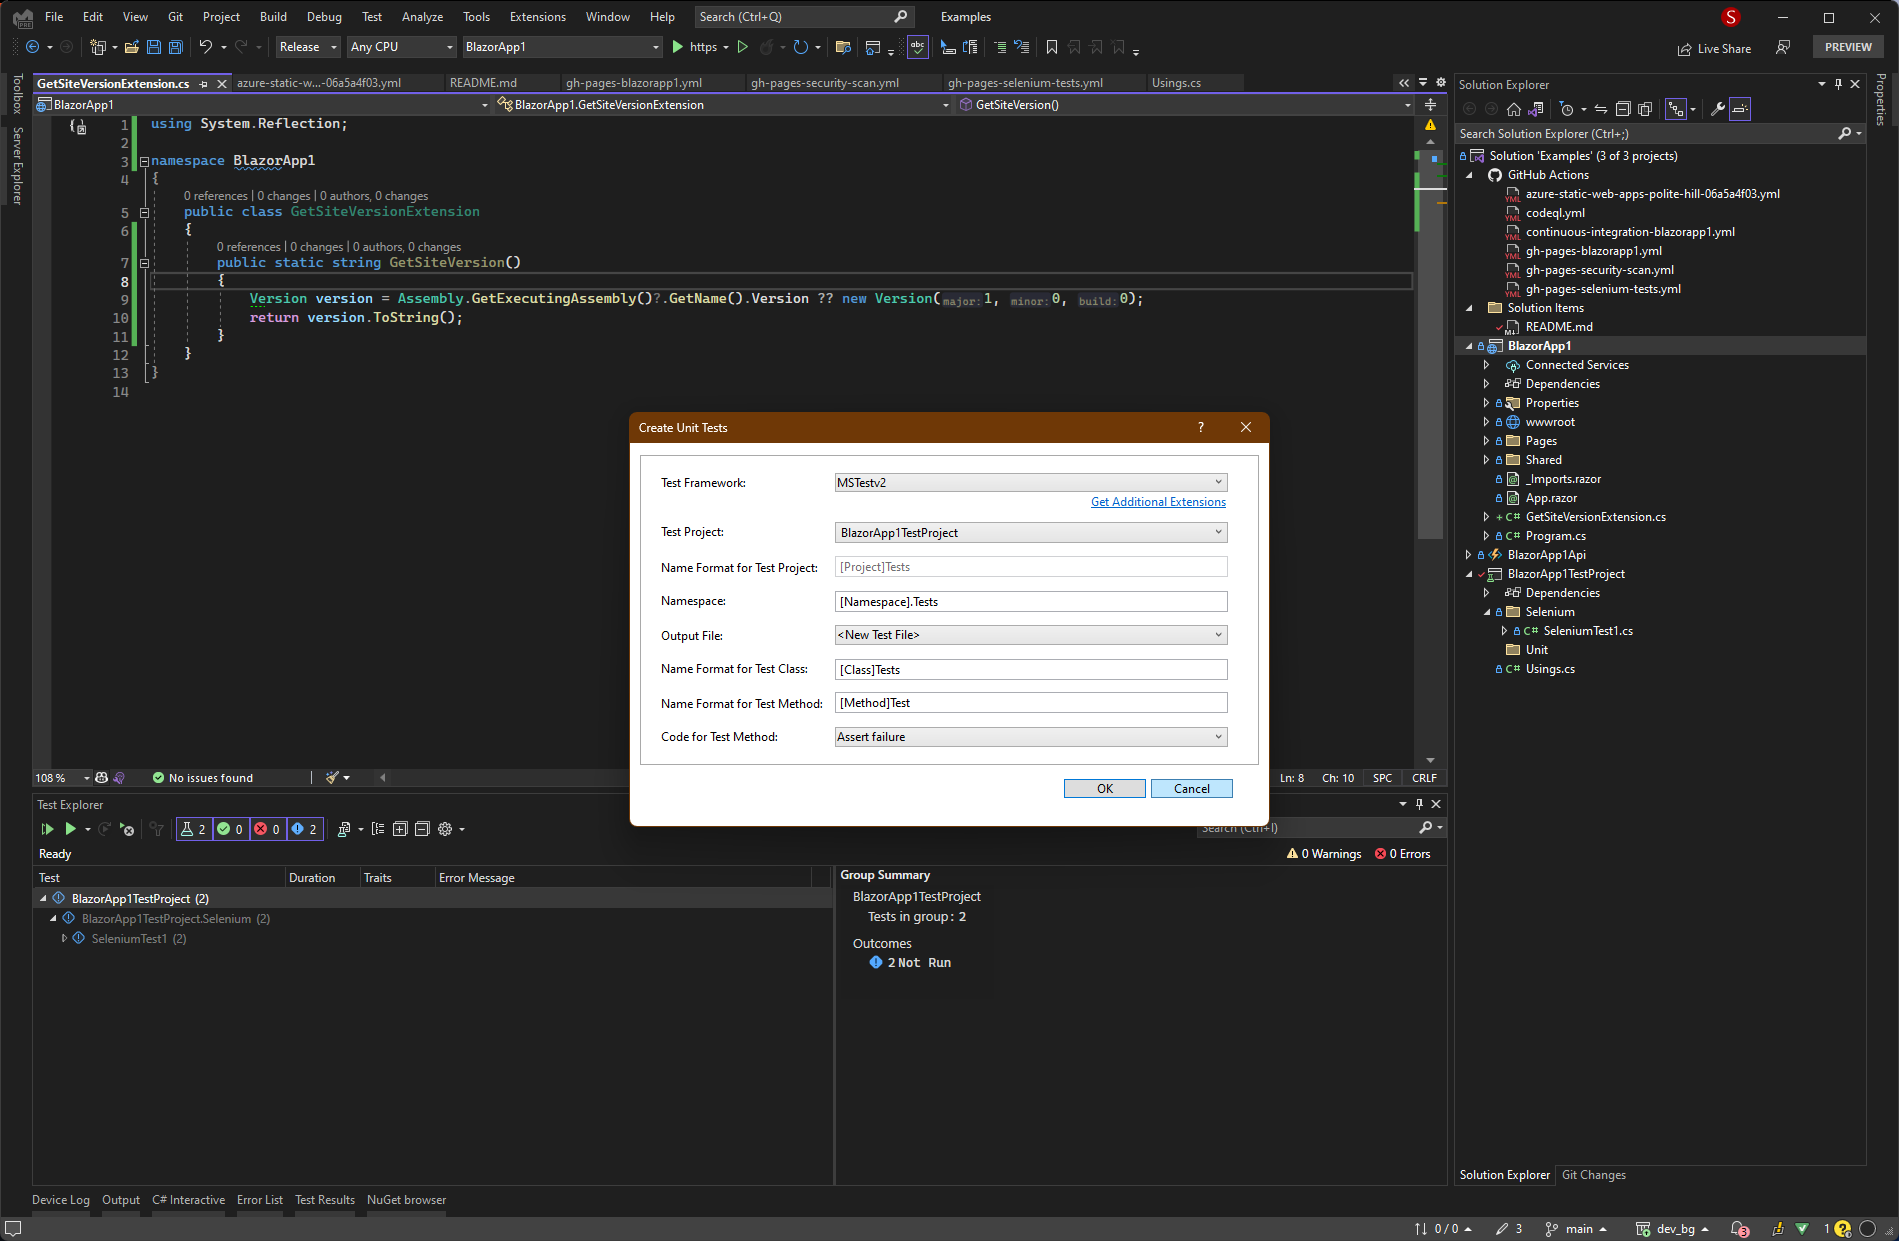 File Edit View Git Project Build Debug Test Analyze Tools Extensions Window Help Search (Ctrl+Q) Examples S
Release Any CPU BlazorApp1 https Live Share PREVIEW
Toolbox
Server Explorer
Properties
GetSiteVersionExtension.cs azure-static-w...-06a5a4f03.yml README.md gh-pages-blazorapp1.yml gh-pages-security-scan.yml gh-pages-selenium-tests.yml Usings.cs
BlazorApp1 BlazorApp1.GetSiteVersionExtension GetSiteVersion()
1 using System.Reflection;
2
3 namespace BlazorApp1
4 {
0 references | 0 changes | 0 authors, 0 changes
5 public class GetSiteVersionExtension
6 {
0 references | 0 changes | 0 authors, 0 changes
7 public static string GetSiteVersion()
8 {
9 Version version = Assembly.GetExecutingAssembly()?.GetName().Version ?? new Version(major:1, minor:0, build:0);
10 return version.ToString();
11 }
12 }
13 }
14
Create Unit Tests ?
Test Framework: MSTestv2
Get Additional Extensions
Test Project: BlazorApp1TestProject
Name Format for Test Project: [Project]Tests
Namespace: [Namespace].Tests
Output File: <New Test File>
Name Format for Test Class: [Class]Tests
Name Format for Test Method: [Method]Test
Code for Test Method: Assert failure
OK Cancel
108 % No issues found Ln: 8 Ch: 10 SPC CRLF
Test Explorer
2 0 0 2 Search (Ctrl+I)
Ready 0 Warnings 0 Errors
Test Duration Traits Error Message
BlazorApp1TestProject (2)
BlazorApp1TestProject.Selenium (2)
SeleniumTest1 (2)
Group Summary
BlazorApp1TestProject
Tests in group: 2
Outcomes
2 Not Run
Solution Explorer
Search Solution Explorer (Ctrl+;)
Solution 'Examples' (3 of 3 projects)
GitHub Actions
YML azure-static-web-apps-polite-hill-06a5a4f03.yml
YML codeql.yml
YML continuous-integration-blazorapp1.yml
YML gh-pages-blazorapp1.yml
YML gh-pages-security-scan.yml
YML gh-pages-selenium-tests.yml
Solution Items
README.md
BlazorApp1
Connected Services
Dependencies
Properties
wwwroot
Pages
Shared
_Imports.razor
App.razor
+ C# GetSiteVersionExtension.cs
C# Program.cs
BlazorApp1Api
BlazorApp1TestProject
Dependencies
Selenium
C# SeleniumTest1.cs
Unit
C# Usings.cs
Solution Explorer Git Changes
Device Log Output C# Interactive Error List Test Results NuGet browser
0 / 0 3 main dev_bg 3 1 ?